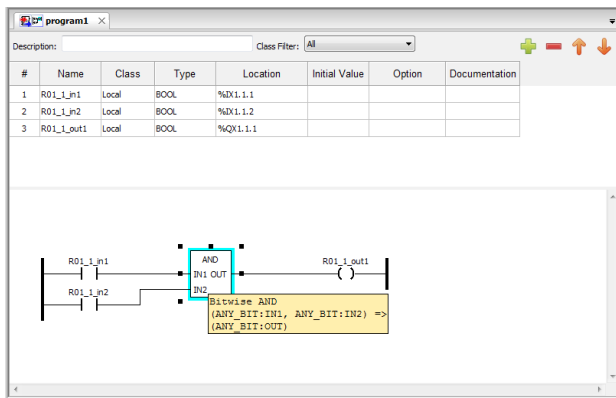 program1
Description:
Class Filter: All
# Name Class Type Location Initial Value Option Documentation
1 R01_1_in1 Local BOOL %IX1.1.1
2 R01_1_in2 Local BOOL %IX1.1.2
3 R01_1_out1 Local BOOL %QX1.1.1
R01_1_in1
AND
R01_1_out1
IN1 OUT
R01_1_in2
IN2
Bitwise AND
(ANY_BIT:IN1, ANY_BIT:IN2) =>
(ANY_BIT:OUT)